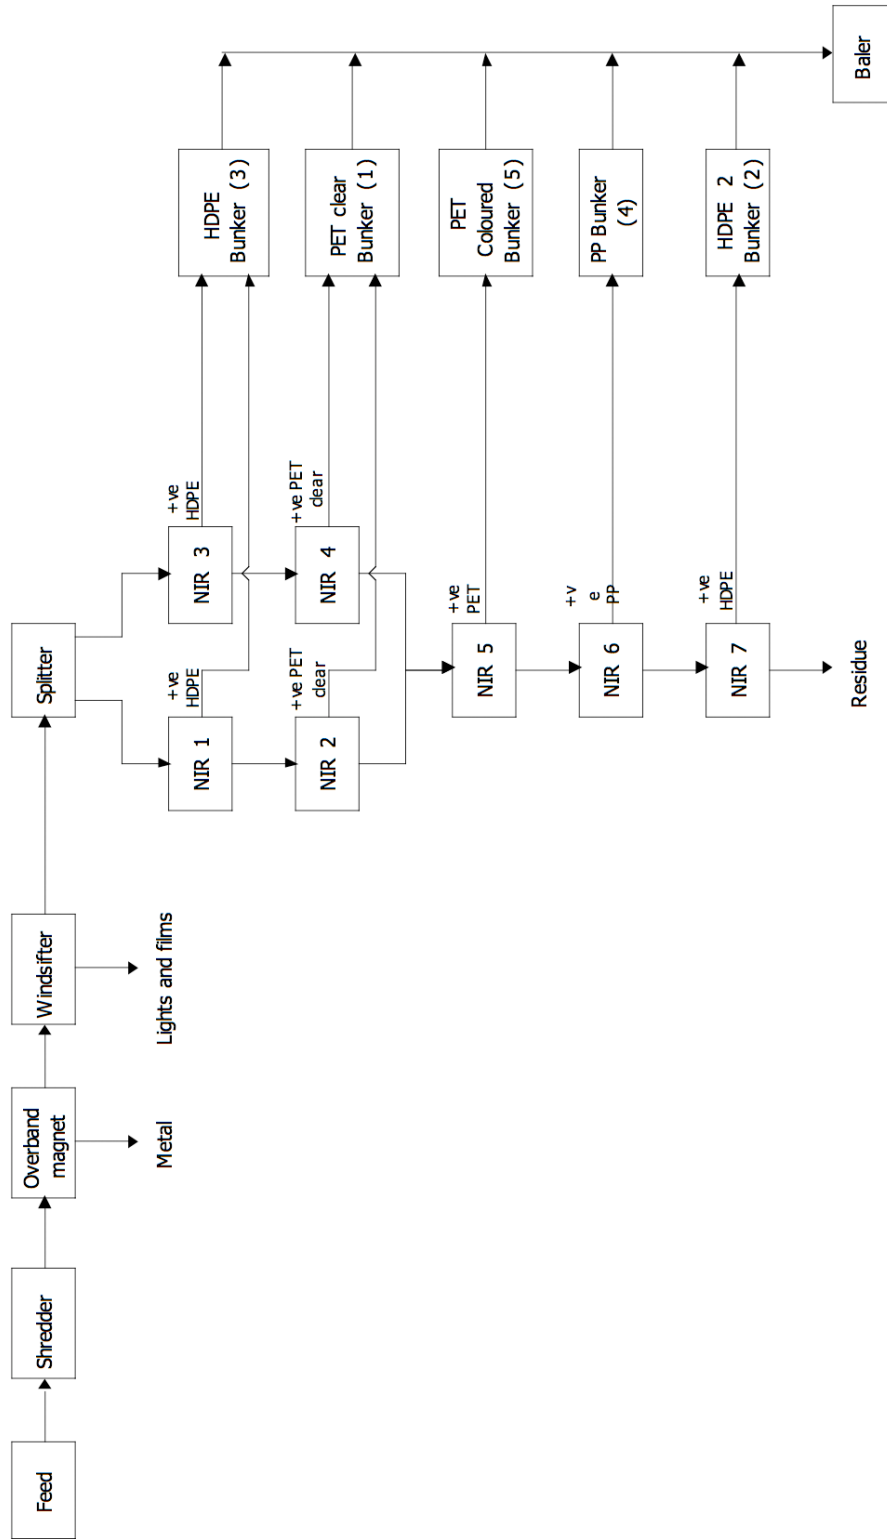 Feed
Shredder
Overband
magnet
Metal
Windsifter
Lights and films
Splitter
NIR 1
+ve
HDPE
NIR 3
+ve
HDPE
HDPE
Bunker (3)
NIR 2
+ve PET
clear
NIR 4
+ve PET
clear
PET clear
Bunker (1)
NIR 5
+ve
PET
PET
Coloured
Bunker (5)
NIR 6
+v
e
PP
PP Bunker
(4)
NIR 7
+ve
HDPE
HDPE 2
Bunker (2)
Residue
Baler